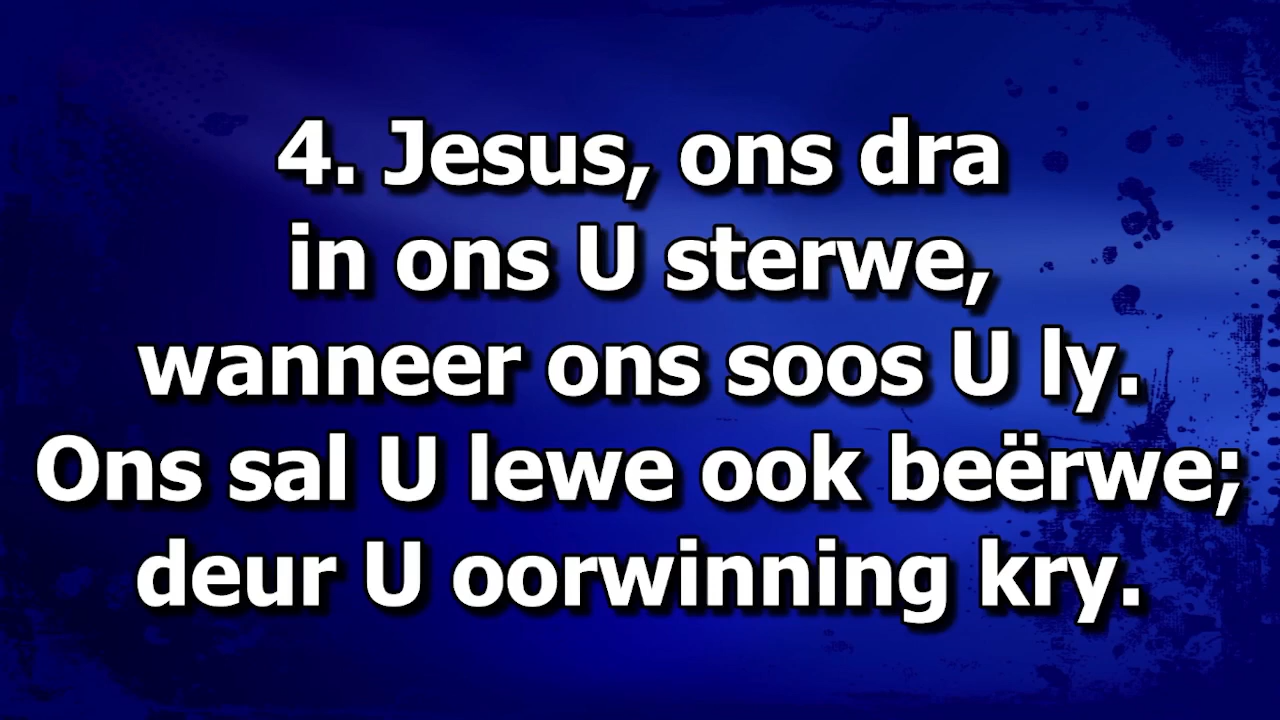 4. Jesus, ons dra
in ons U sterwe,
wanneer ons soos U ly.
Ons sal U lewe ook beërwe;
deur U oorwinning kry.